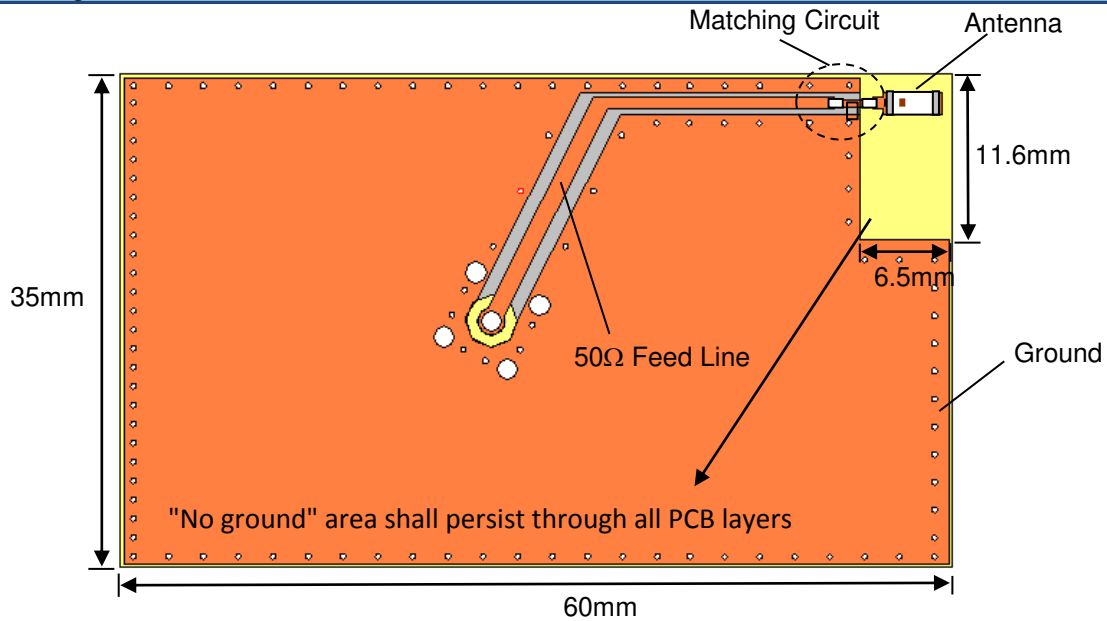 Matching Circuit
Antenna
11.6mm
6.5mm
35mm
50Ω Feed Line
Ground
"No ground" area shall persist through all PCB layers
60mm